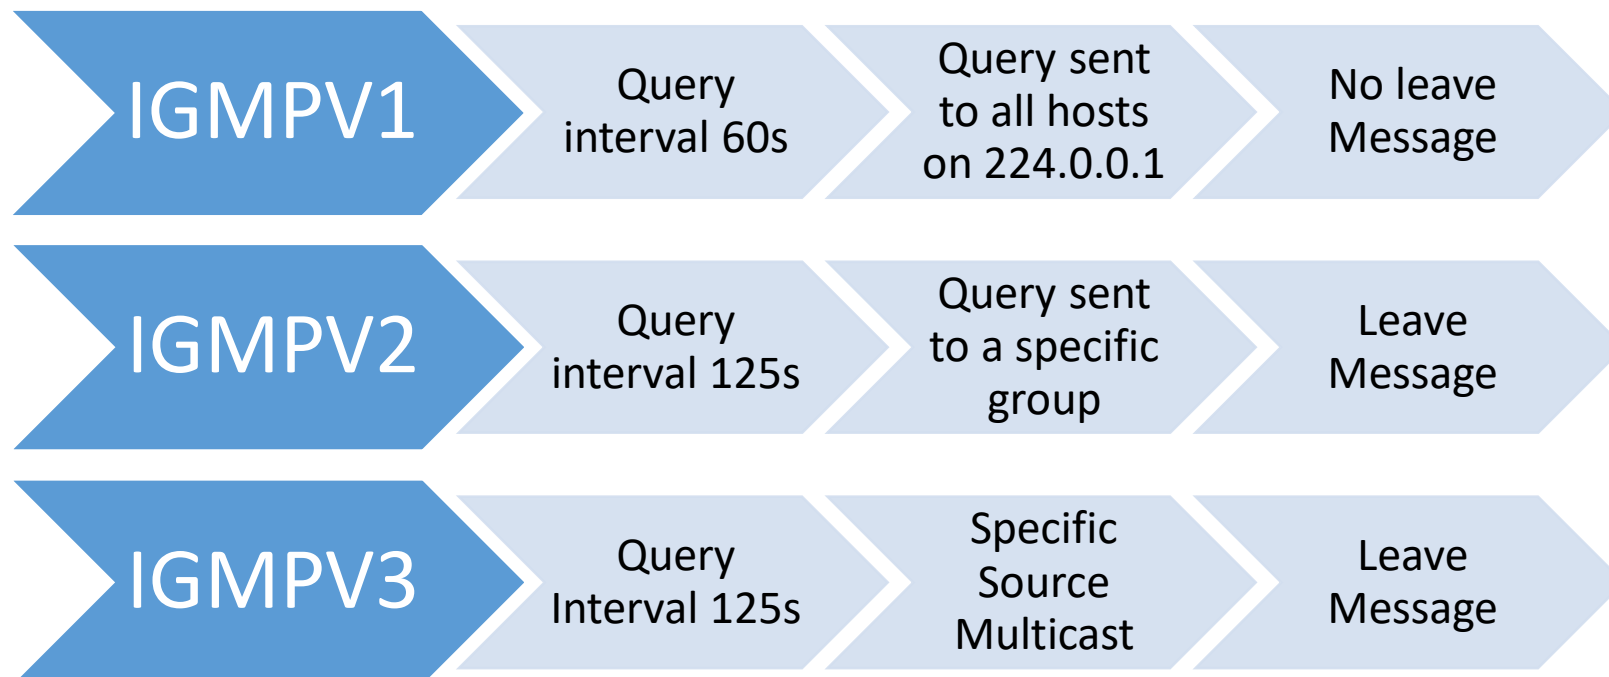 IGMPV1
Query
interval 60s
Query sent
to all hosts
on 224.0.0.1
No leave
Message
IGMPV2
Query
interval 125s
Query sent
to a specific
group
Leave
Message
IGMPV3
Query
Interval 125s
Specific
Source
Multicast
Leave
Message